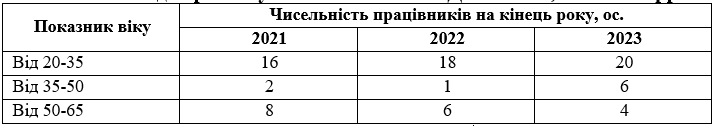 Показник віку Чисельність працівників на кінець року, ос.
2021 2022 2023
Від 20-35 16 18 20
Від 35-50 2 1 6
Від 50-65 8 6 4